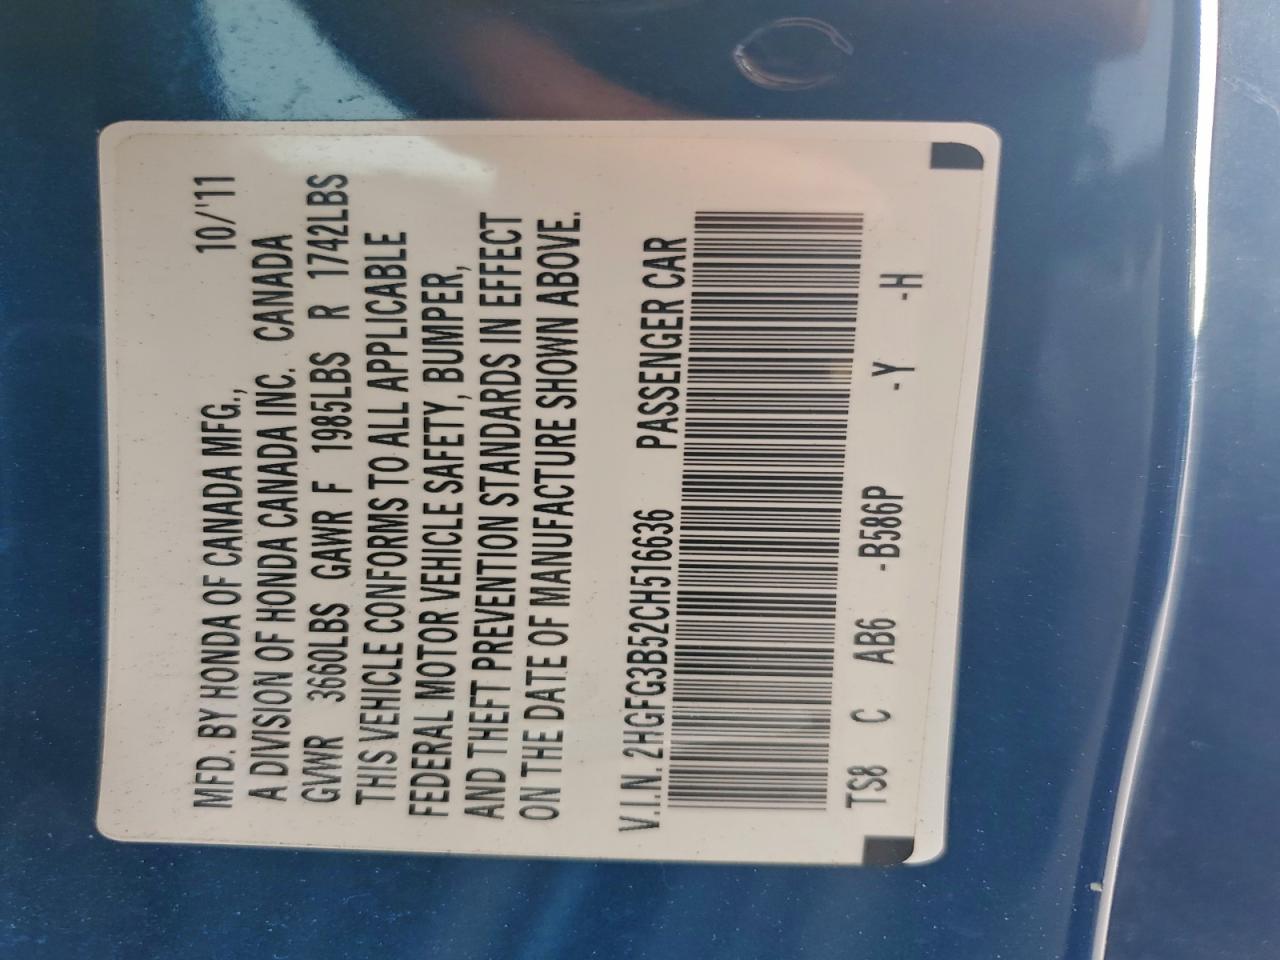 MFD. BY HONDA OF CANADA MFG., 10/'11
A DIVISION OF HONDA CANADA INC. CANADA
GVWR 3660LBS GAWR F 1985LBS R 1742LBS
THIS VEHICLE CONFORMS TO ALL APPLICABLE
FEDERAL MOTOR VEHICLE SAFETY, BUMPER,
AND THEFT PREVENTION STANDARDS IN EFFECT
ON THE DATE OF MANUFACTURE SHOWN ABOVE.
V.I.N. 2HGFG3B52CH516636 PASSENGER CAR
TS8 C AB6 -B586P -Y -H